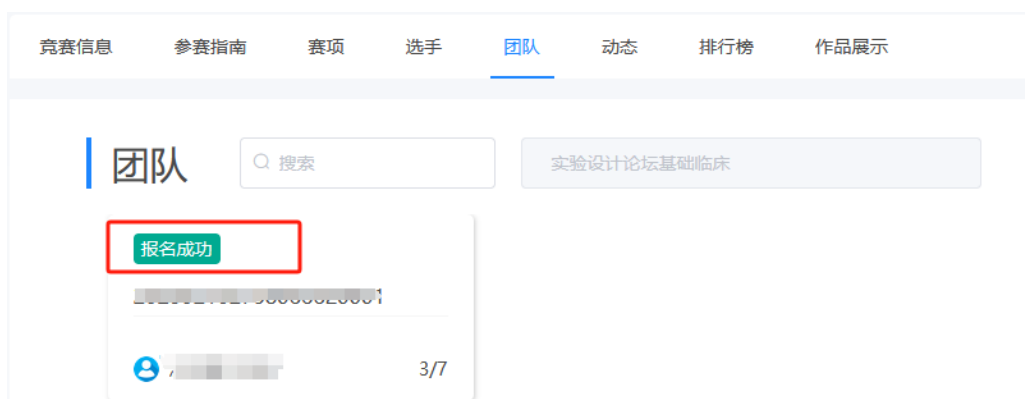 竞赛信息 参赛指南 赛项 选手 团队 动态 排行榜 作品展示
团队 搜索 实验设计论坛基础临床
报名成功
3/7